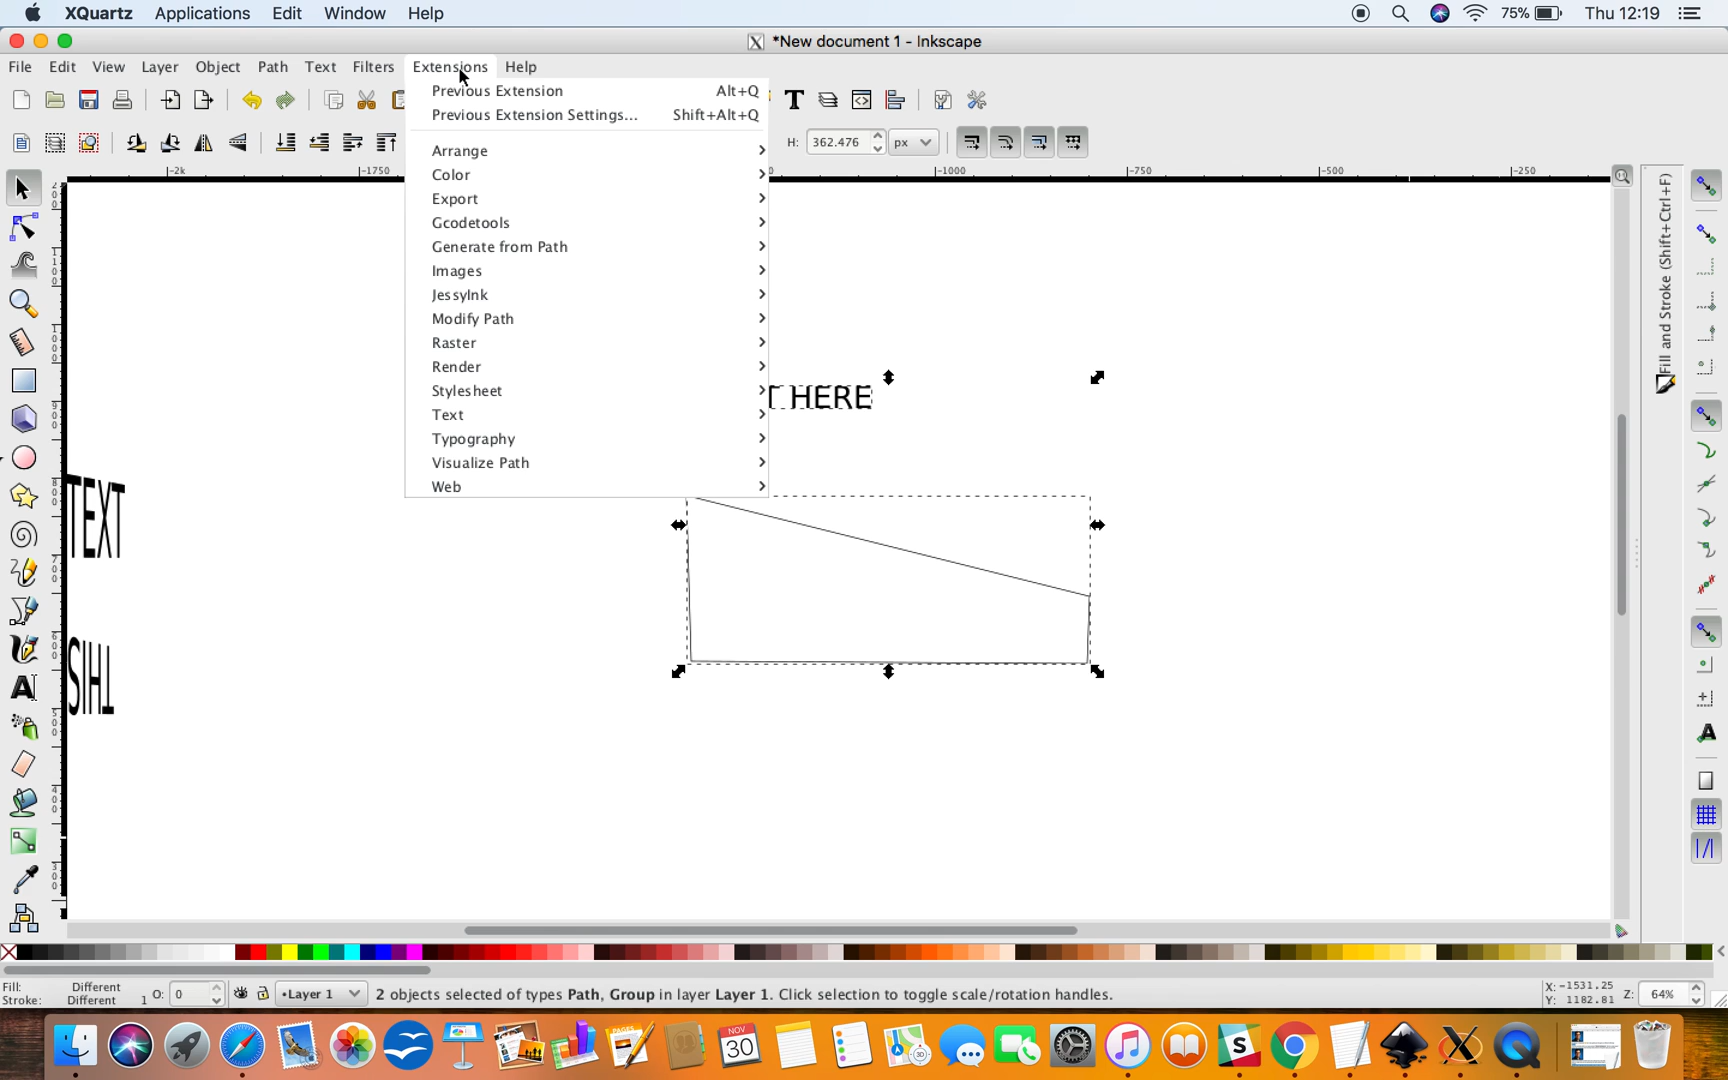 XQuartz Applications Edit Window Help 75% Thu 12:19
*New document 1 - Inkscape
File Edit View Layer Object Path Text Filters Extensions Help
Previous Extension Alt+Q
Previous Extension Settings... Shift+Alt+Q
H: 362.476 px
Arrange
Color
Export
Gcodetools
Generate from Path
Images
JessyInk
Modify Path
Raster
Render
Stylesheet
Text
Typography
Visualize Path
Web
-2k -1750 -1000 -750 -500 -250
Fill and Stroke (Shift+Ctrl+F)
T HERE
TEXT
THIS
Fill: Different
Stroke: Different 1 O: 0 •Layer 1 2 objects selected of types Path, Group in layer Layer 1. Click selection to toggle scale/rotation handles. X: -1531.25
Y: 1182.81 Z: 64%
NOV
30